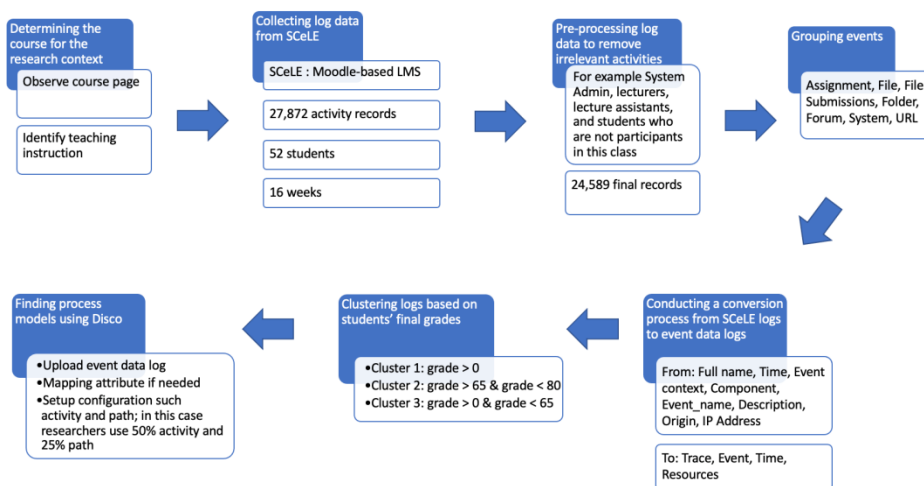 Determining the
course for the
research context
Observe course page
Identify teaching
instruction
Collecting log data
from SCeLE
SCeLE : Moodle-based LMS
27,872 activity records
52 students
16 weeks
Pre-processing log
data to remove
irrelevant activities
For example System
Admin, lecturers,
lecture assistants,
and students who
are not participants
in this class
24,589 final records
Grouping events
Assignment, File, File
Submissions, Folder,
Forum, System, URL
Conducting a conversion
process from SCeLE logs
to event data logs
From: Full name, Time, Event
context, Component,
Event_name, Description,
Origin, IP Address
To: Trace, Event, Time,
Resources
Clustering logs based on
students' final grades
•Cluster 1: grade > 0
•Cluster 2: grade > 65 & grade < 80
•Cluster 3: grade > 0 & grade < 65
Finding process
models using Disco
•Upload event data log
•Mapping attribute if needed
•Setup configuration such
activity and path; in this case
researchers use 50% activity and
25% path